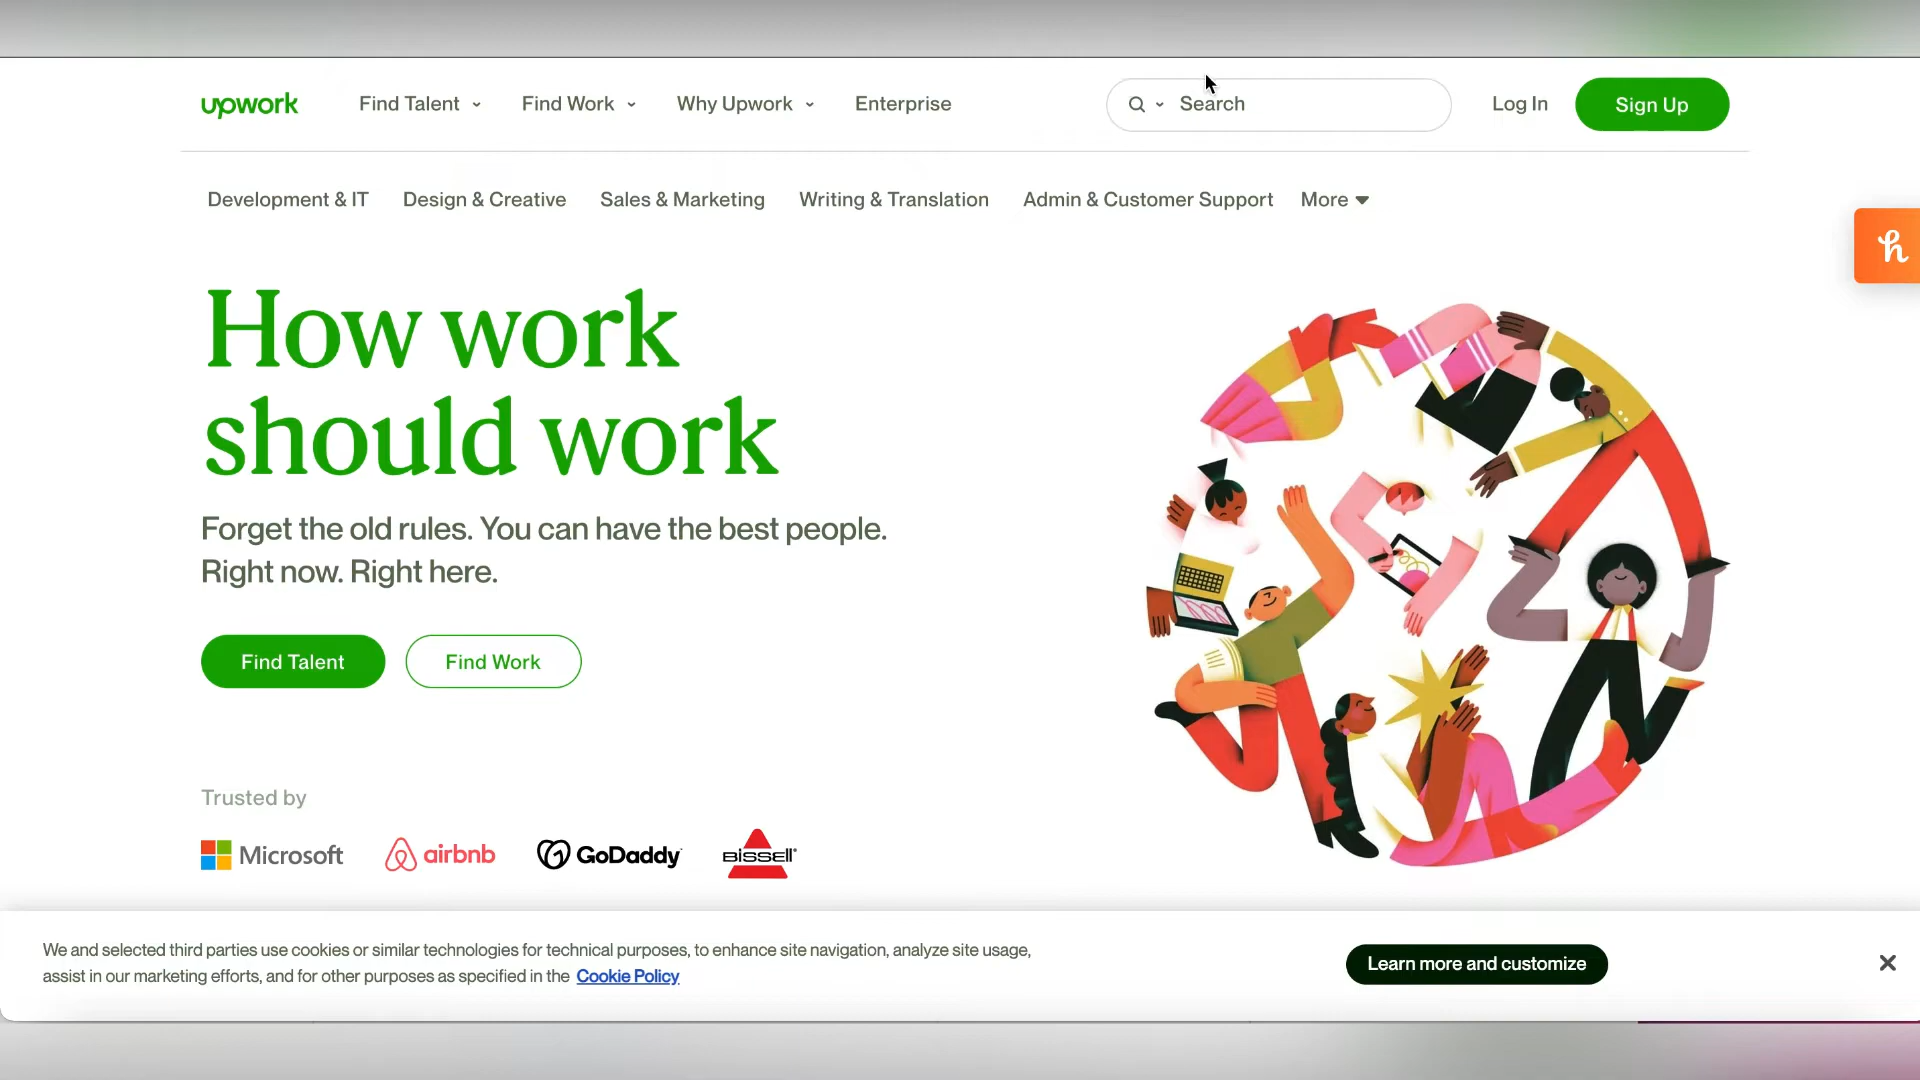 upwork Find Talent Find Work Why Upwork Enterprise Search Log In Sign Up
Development & IT Design & Creative Sales & Marketing Writing & Translation Admin & Customer Support More
How work
should work
Forget the old rules. You can have the best people.
Right now. Right here.
Find Talent Find Work
Trusted by
Microsoft airbnb GoDaddy BISSELL
We and selected third parties use cookies or similar technologies for technical purposes, to enhance site navigation, analyze site usage,
assist in our marketing efforts, and for other purposes as specified in the Cookie Policy
Learn more and customize